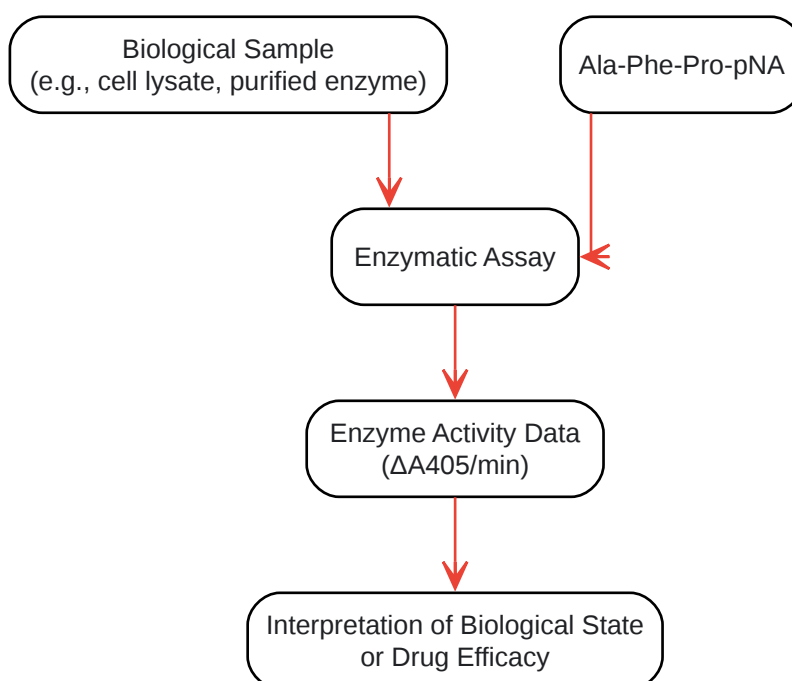 Biological Sample
(e.g., cell lysate, purified enzyme)
Ala-Phe-Pro-pNA
Enzymatic Assay
Enzyme Activity Data
(ΔA405/min)
Interpretation of Biological State
or Drug Efficacy